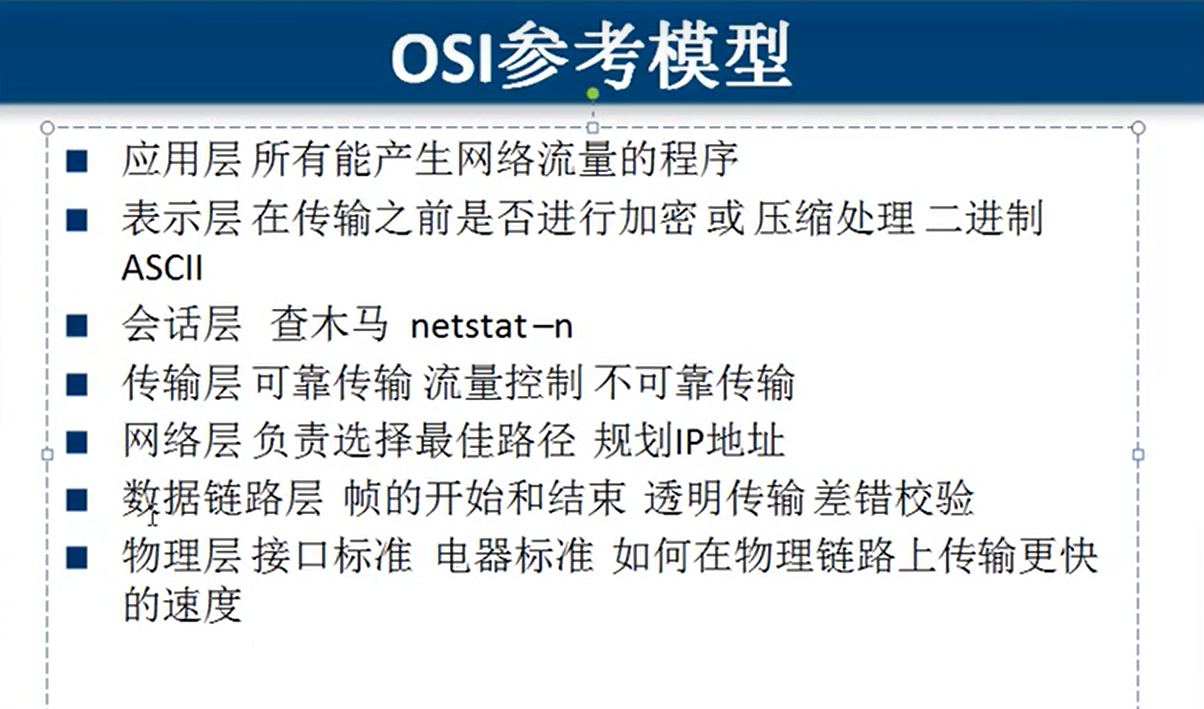 OSI参考模型
应用层 所有能产生网络流量的程序
表示层 在传输之前是否进行加密 或 压缩处理 二进制
ASCII
会话层 查木马 netstat –n
传输层 可靠传输 流量控制 不可靠传输
网络层 负责选择最佳路径 规划IP地址
数据链路层 帧的开始和结束 透明传输 差错校验
物理层 接口标准 电器标准 如何在物理链路上传输更快
的速度